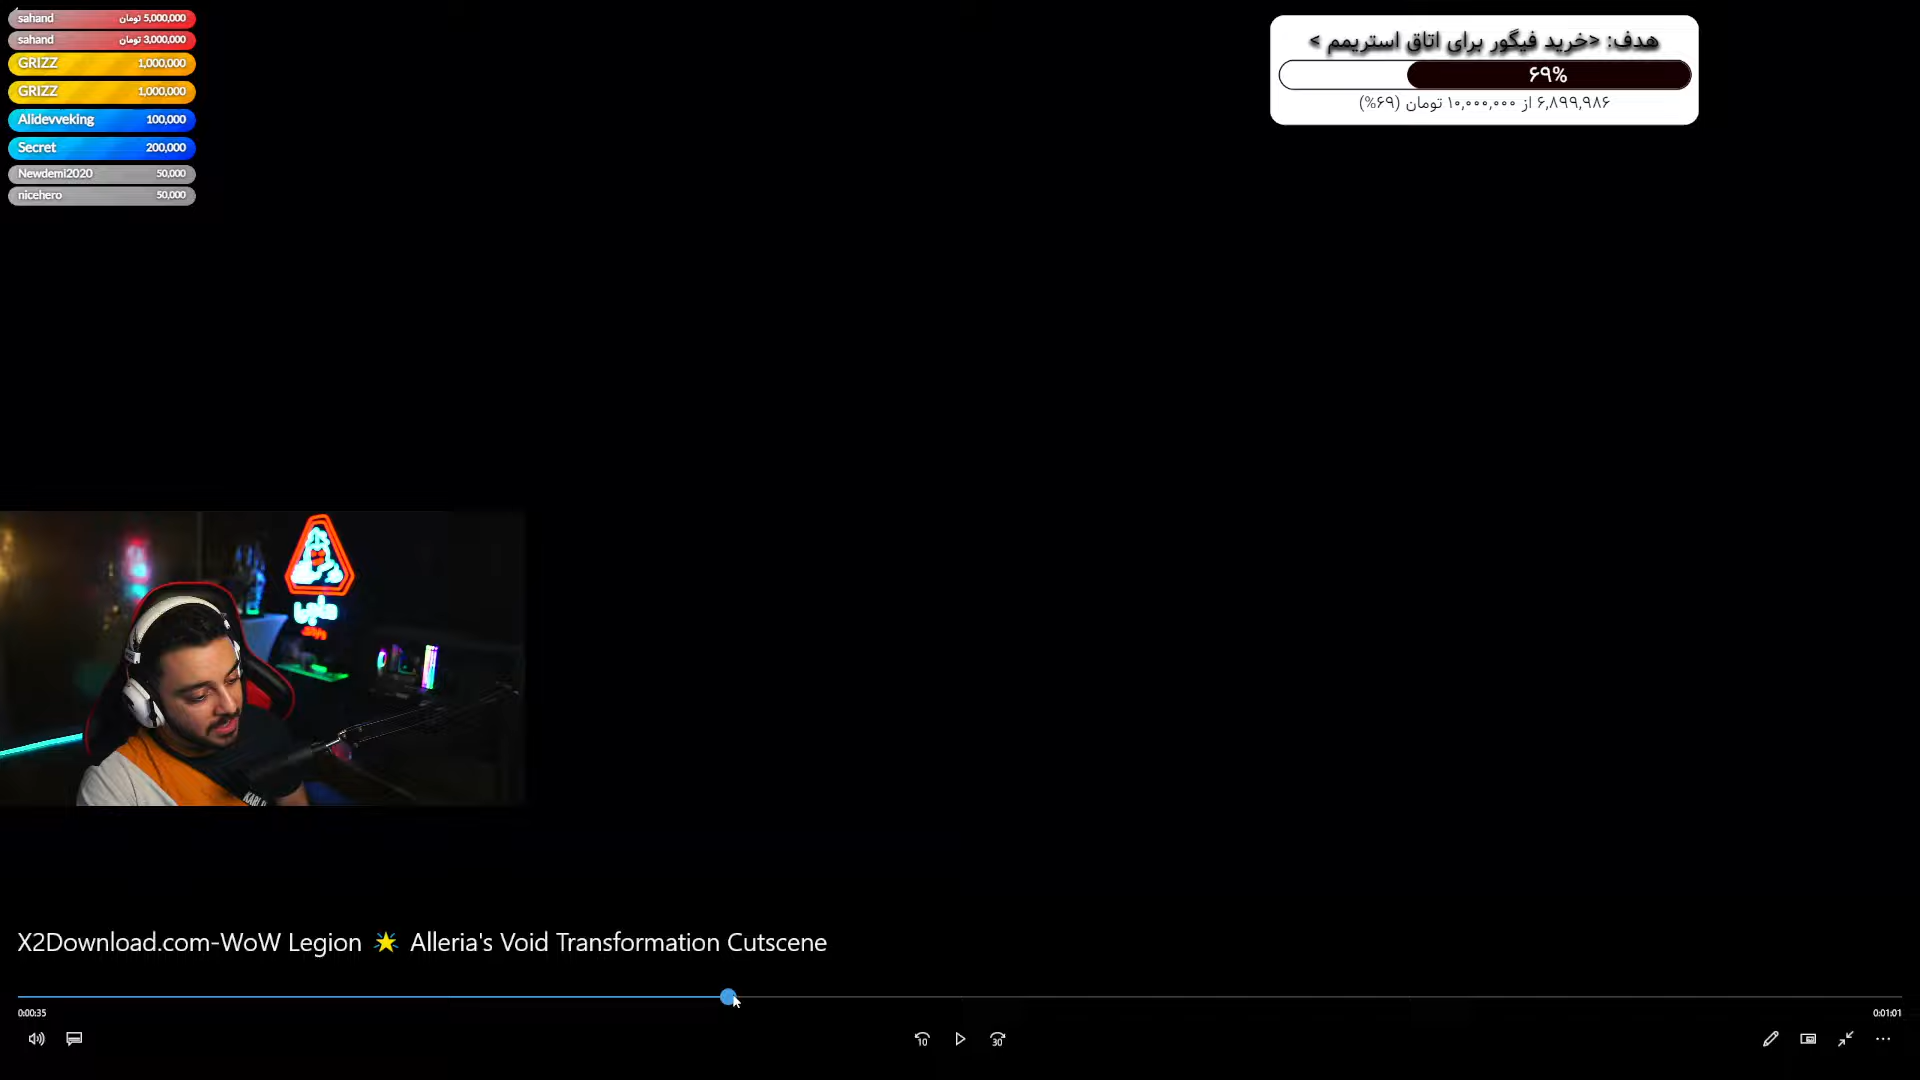 sahand 5,000,000 تومان
sahand 3,000,000 تومان
GRIZZ 1,000,000
GRIZZ 1,000,000
Alidevveking 100,000
Secret 200,000
Newdemi2020 50,000
nicehero 50,000
هدف: <خرید فیگور برای اتاق استریمم >
۶۹%
۶,۸۹۹,۹۸۶ از ۱۰,۰۰۰,۰۰۰ تومان (۶۹%)
X2Download.com-WoW Legion 🌟 Alleria's Void Transformation Cutscene
0:00:35
0:01:01
10
30